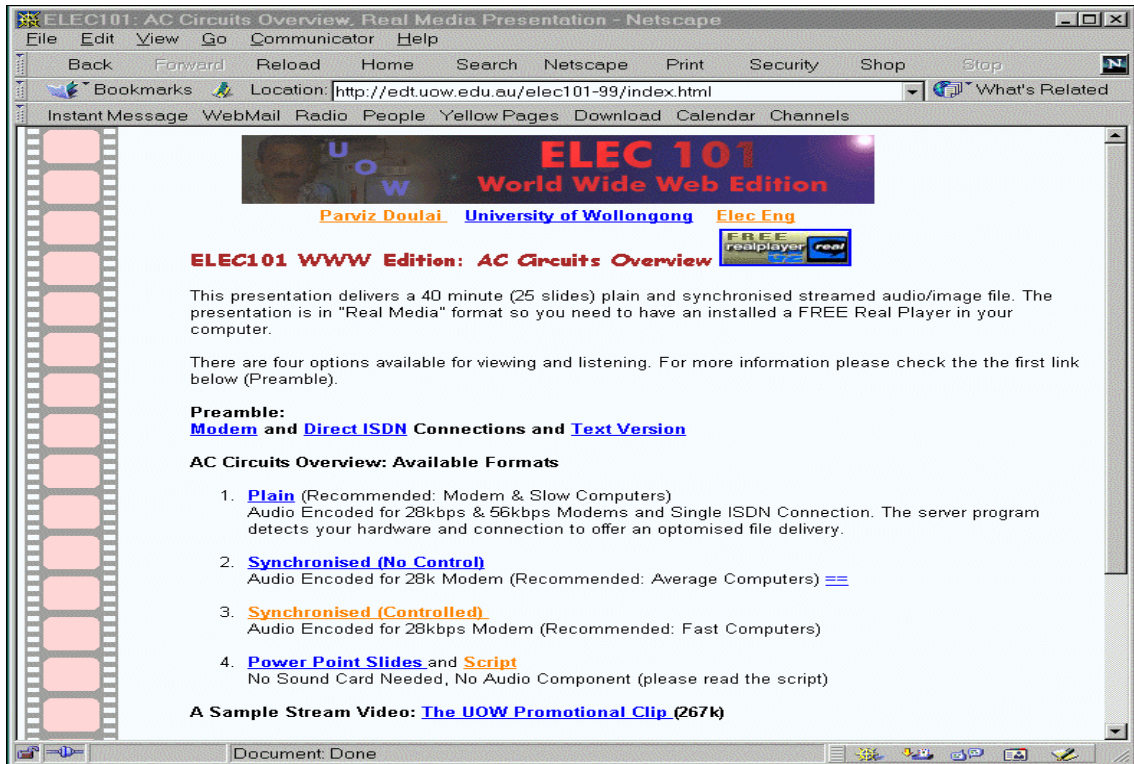 ELEC101: AC Circuits Overview, Real Media Presentation - Netscape
File Edit View Go Communicator Help
Back Forward Reload Home Search Netscape Print Security Shop Stop N
Bookmarks Location: http://edt.uow.edu.au/elec101-99/index.html What's Related
Instant Message WebMail Radio People Yellow Pages Download Calendar Channels
UOW ELEC 101
World Wide Web Edition
Parviz Doulai University of Wollongong Elec Eng
FREE
realplayer real
G2
ELEC101 WWW Edition: AC Circuits Overview
This presentation delivers a 40 minute (25 slides) plain and synchronised streamed audio/image file. The
presentation is in "Real Media" format so you need to have an installed a FREE Real Player in your
computer.
There are four options available for viewing and listening. For more information please check the the first link
below (Preamble).
Preamble:
Modem and Direct ISDN Connections and Text Version
AC Circuits Overview: Available Formats
1. Plain (Recommended: Modem & Slow Computers)
Audio Encoded for 28kbps & 56kbps Modems and Single ISDN Connection. The server program
detects your hardware and connection to offer an optomised file delivery.
2. Synchronised (No Control)
Audio Encoded for 28k Modem (Recommended: Average Computers) ==
3. Synchronised (Controlled)
Audio Encoded for 28kbps Modem (Recommended: Fast Computers)
4. Power Point Slides and Script
No Sound Card Needed, No Audio Component (please read the script)
A Sample Stream Video: The UOW Promotional Clip (267k)
Document: Done